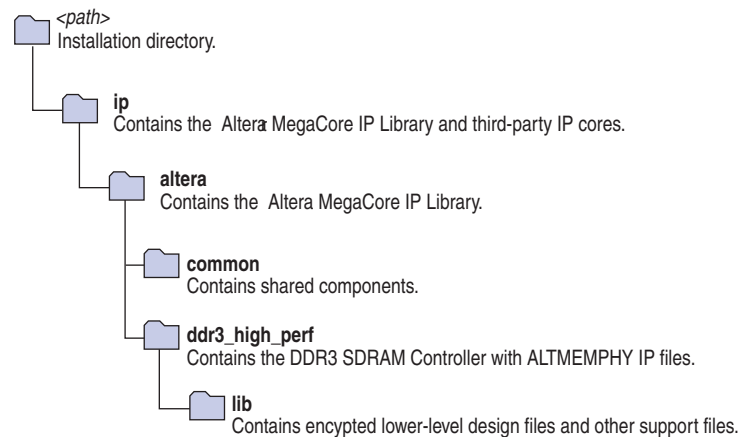 <path>
Installation directory.
ip
Contains the Altera MegaCore IP Library and third-party IP cores.
altera
Contains the Altera MegaCore IP Library.
common
Contains shared components.
ddr3_high_perf
Contains the DDR3 SDRAM Controller with ALTMEMPHY IP files.
lib
Contains encypted lower-level design files and other support files.